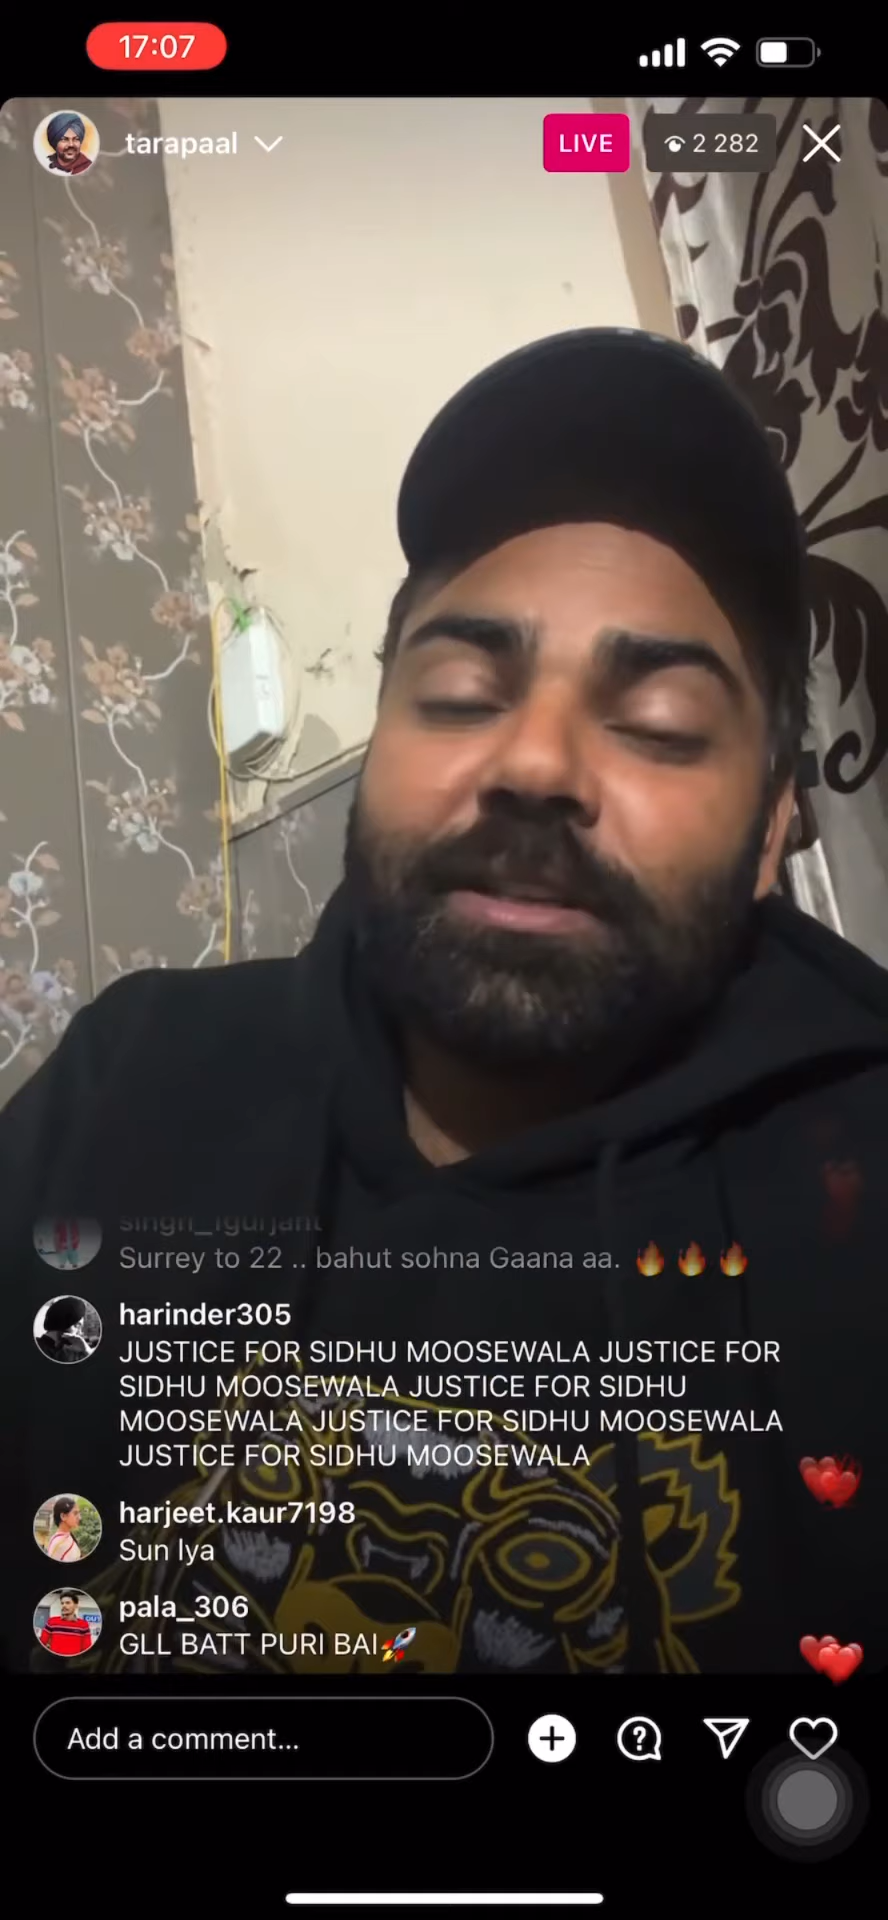 17:07
tarapaal
LIVE
2 282
singh_1gurjant
Surrey to 22 .. bahut sohna Gaana aa. 🔥🔥🔥
harinder305
JUSTICE FOR SIDHU MOOSEWALA JUSTICE FOR
SIDHU MOOSEWALA JUSTICE FOR SIDHU
MOOSEWALA JUSTICE FOR SIDHU MOOSEWALA
JUSTICE FOR SIDHU MOOSEWALA
harjeet.kaur7198
Sun lya
pala_306
GLL BATT PURI BAI🚀
Add a comment...